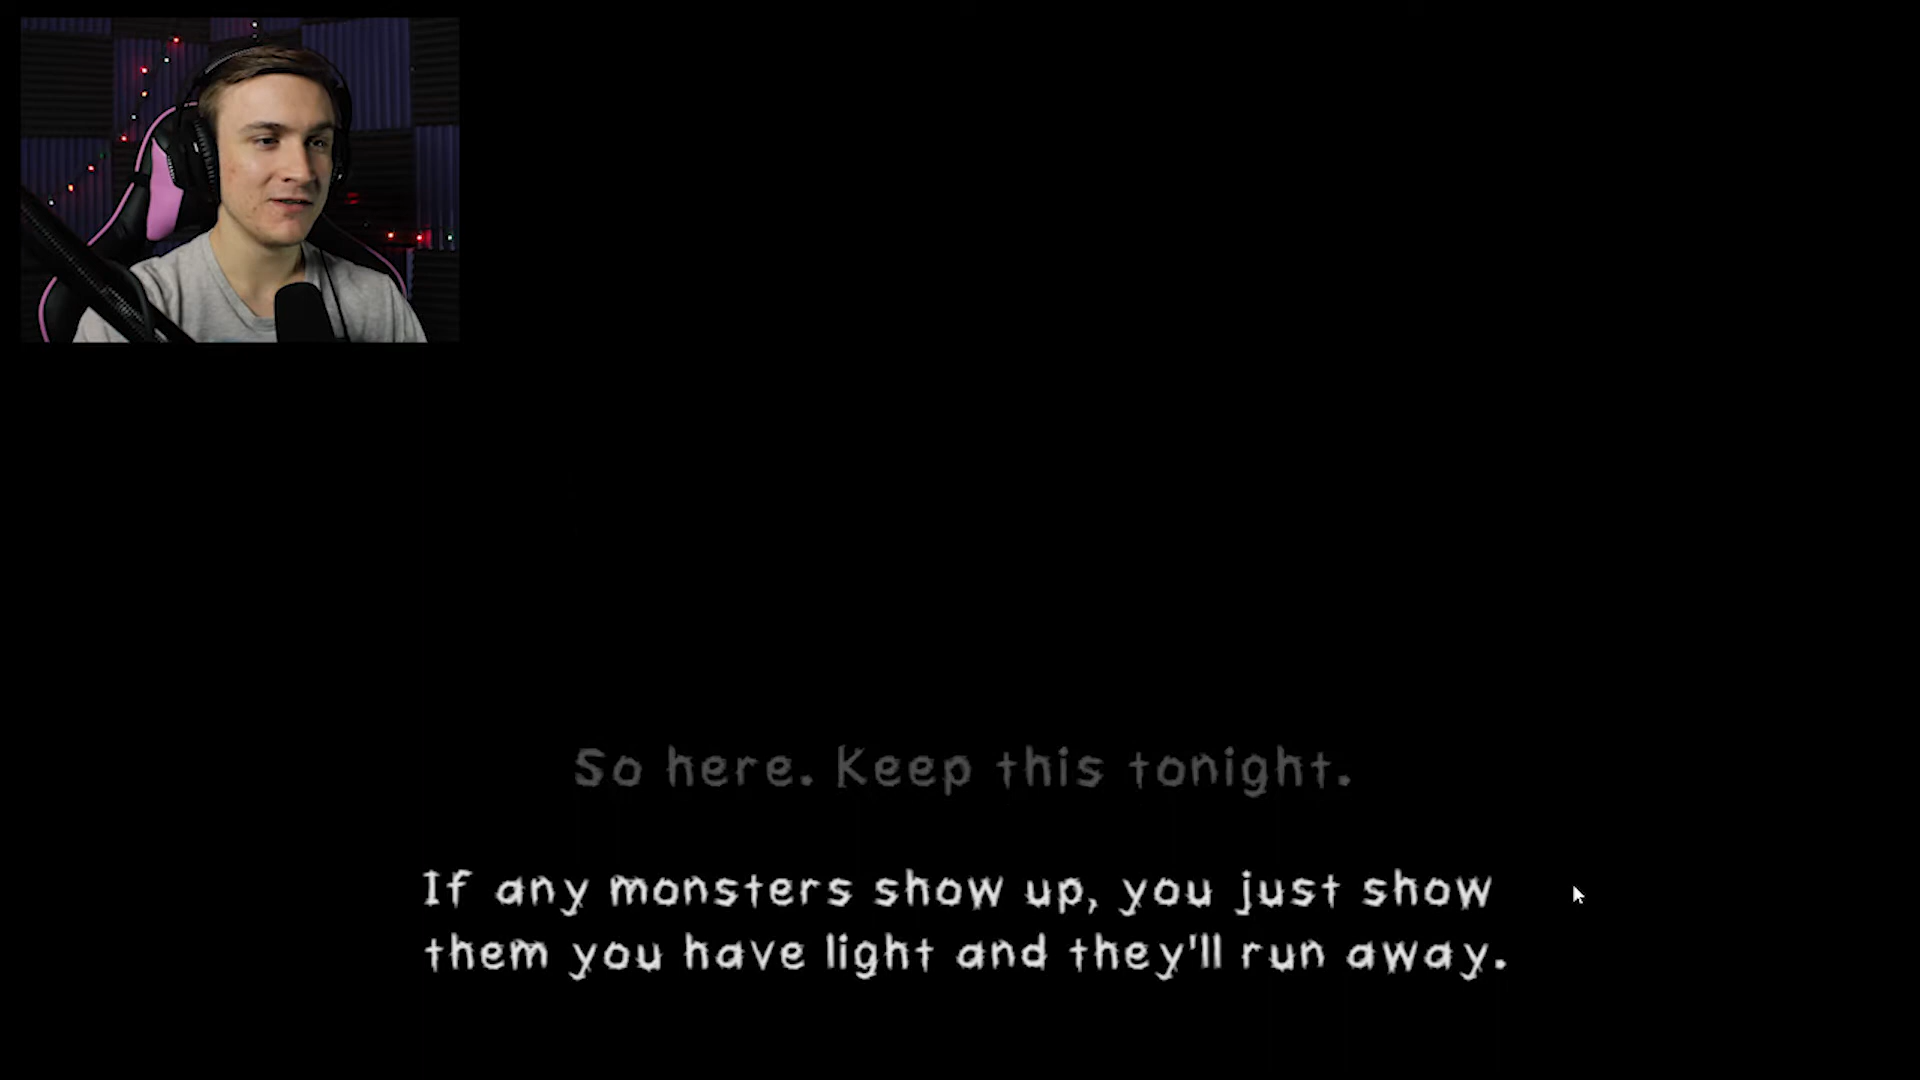 So here. Keep this tonight.
If any monsters show up, you just show
them you have light and they'll run away.